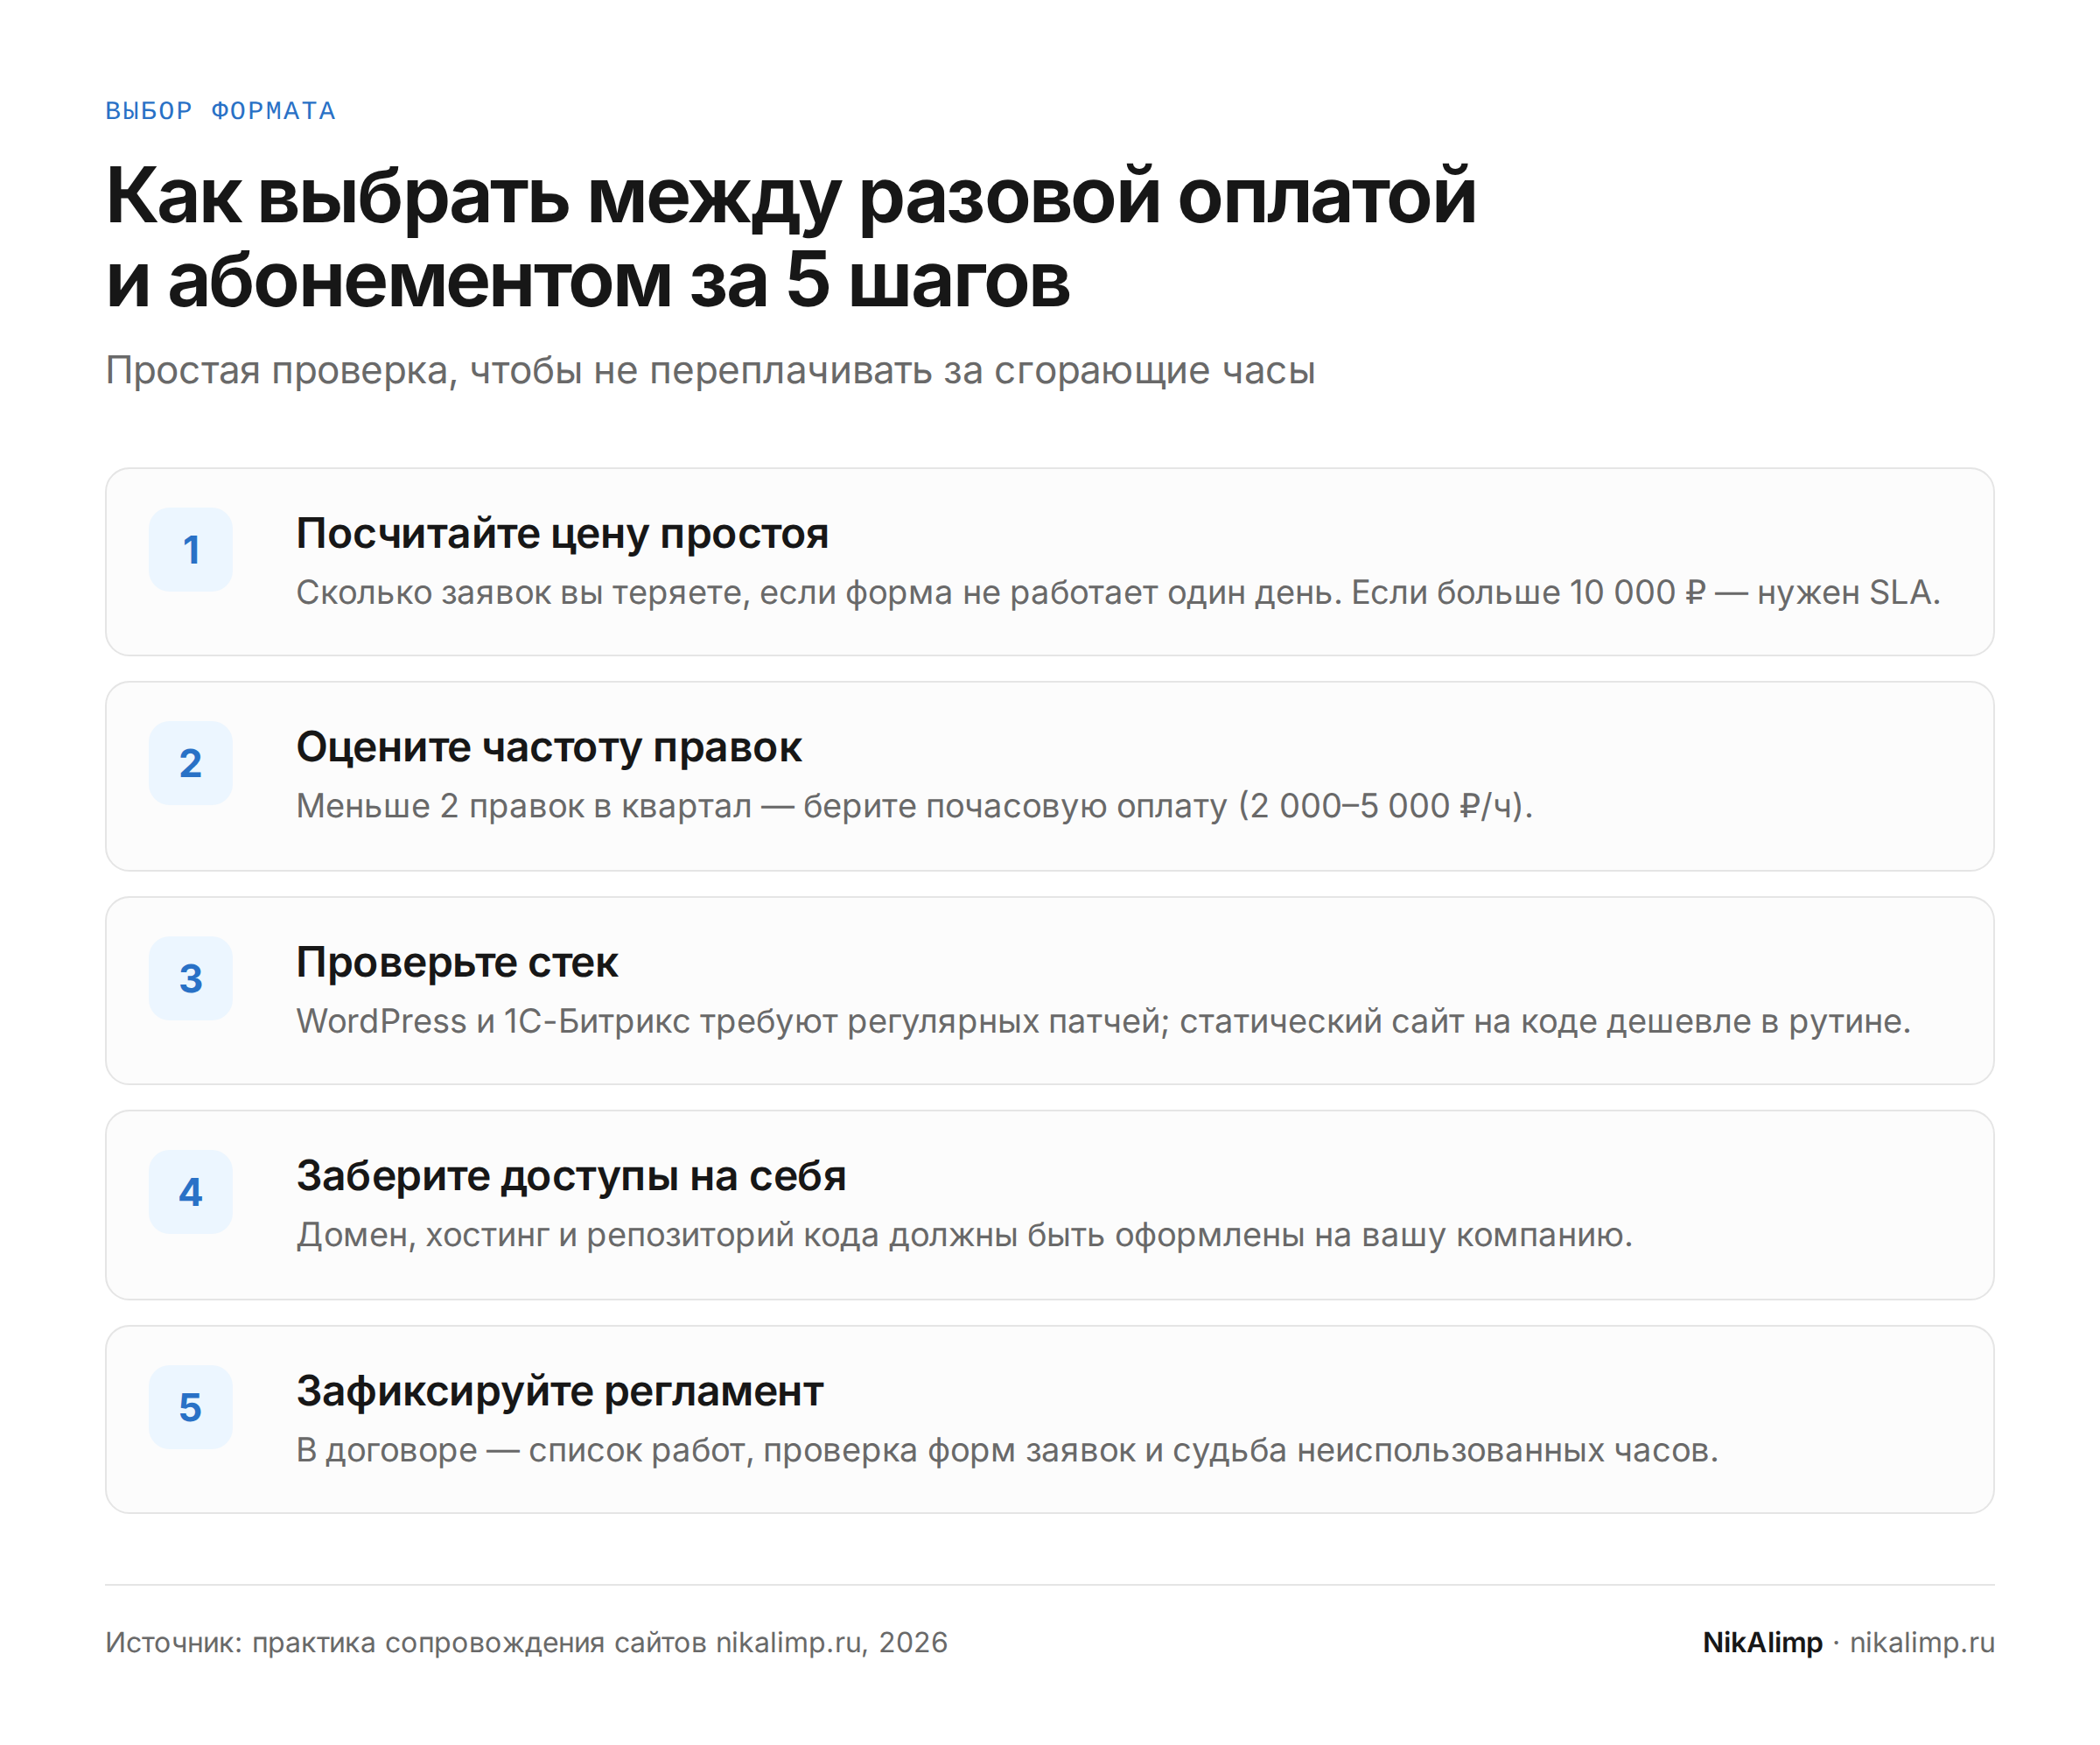 ВЫБОР ФОРМАТА
Как выбрать между разовой оплатой
и абонементом за 5 шагов
Простая проверка, чтобы не переплачивать за сгорающие часы
1
Посчитайте цену простоя
Сколько заявок вы теряете, если форма не работает один день. Если больше 10 000 ₽ — нужен SLA.
2
Оцените частоту правок
Меньше 2 правок в квартал — берите почасовую оплату (2 000–5 000 ₽/ч).
3
Проверьте стек
WordPress и 1С-Битрикс требуют регулярных патчей; статический сайт на коде дешевле в рутине.
4
Заберите доступы на себя
Домен, хостинг и репозиторий кода должны быть оформлены на вашу компанию.
5
Зафиксируйте регламент
В договоре — список работ, проверка форм заявок и судьба неиспользованных часов.
Источник: практика сопровождения сайтов nikalimp.ru, 2026
NikAlimp · nikalimp.ru